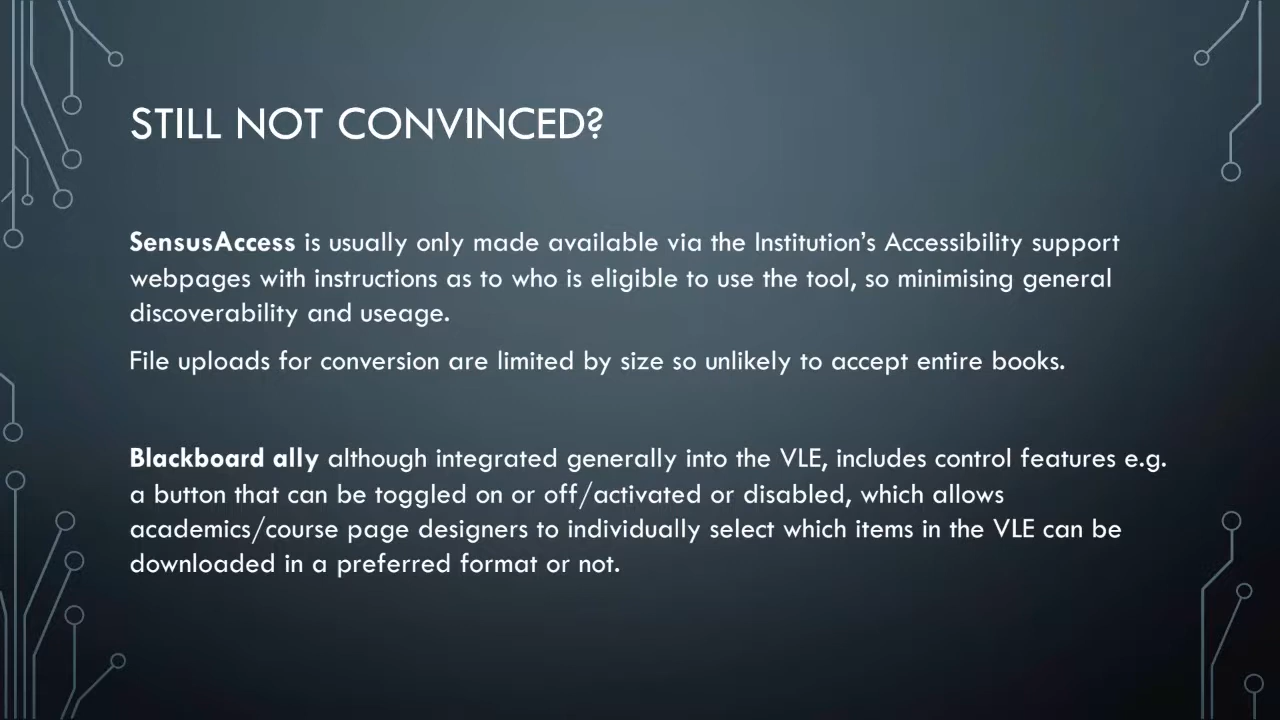 STILL NOT CONVINCED?
SensusAccess is usually only made available via the Institution’s Accessibility support
webpages with instructions as to who is eligible to use the tool, so minimising general
discoverability and useage.
File uploads for conversion are limited by size so unlikely to accept entire books.
Blackboard ally although integrated generally into the VLE, includes control features e.g.
a button that can be toggled on or off/activated or disabled, which allows
academics/course page designers to individually select which items in the VLE can be
downloaded in a preferred format or not.